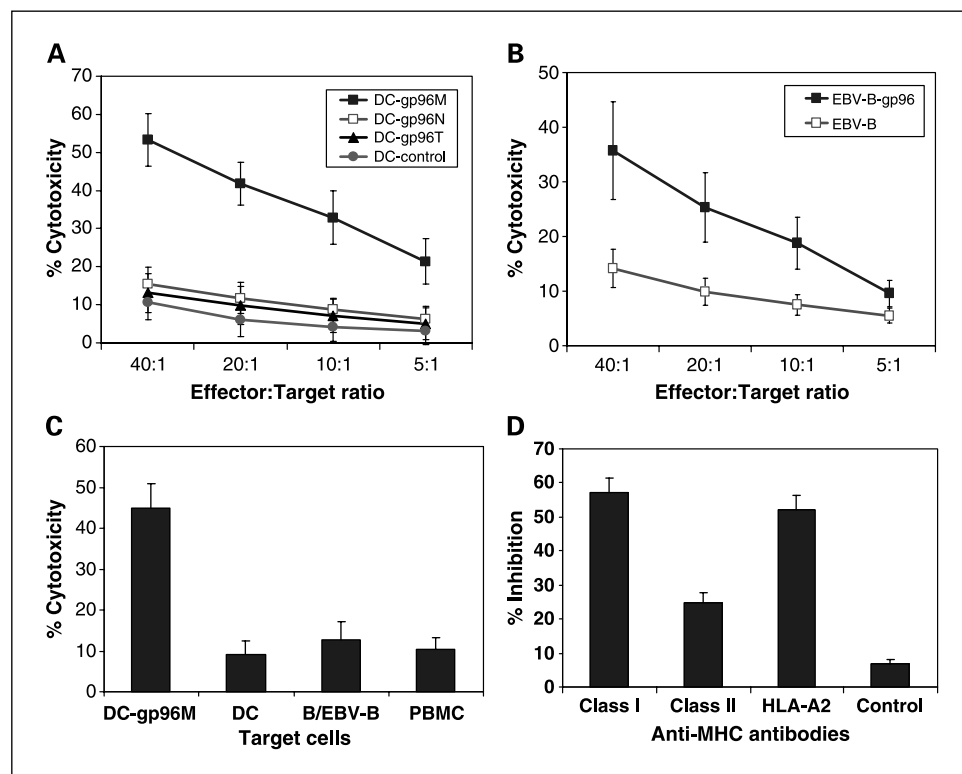 A
70
60
50
40
30
20
10
0
% Cytotoxicity
DC-gp96M
DC-gp96N
DC-gp96T
DC-control
40:1 20:1 10:1 5:1
Effector:Target ratio
B
50
40
30
20
10
0
% Cytotoxicity
EBV-B-gp96
EBV-B
40:1 20:1 10:1 5:1
Effector:Target ratio
C
60
50
40
30
20
10
0
% Cytotoxicity
DC-gp96M DC B/EBV-B PBMC
Target cells
D
70
60
50
40
30
20
10
0
% Inhibition
Class I Class II HLA-A2 Control
Anti-MHC antibodies